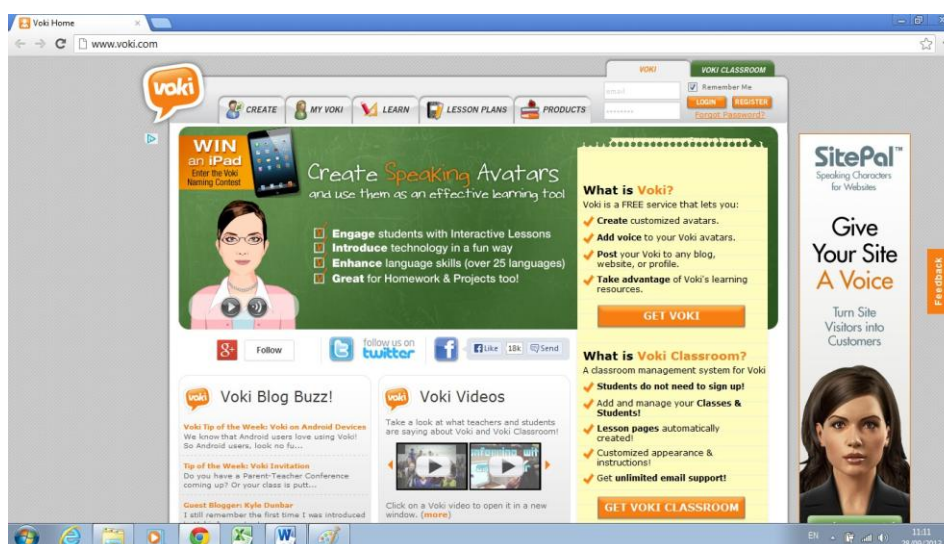 Voki Home
www.voki.com
voki
VOKI
VOKI CLASSROOM
email
Remember Me
LOGIN
REGISTER
Forgot Password?
CREATE
MY VOKI
LEARN
LESSON PLANS
PRODUCTS
WIN
an iPad
Enter the Voki
Naming Contest
Create Speaking Avatars
and use them as an effective learning tool
Engage students with Interactive Lessons
Introduce technology in a fun way
Enhance language skills (over 25 languages)
Great for Homework & Projects too!
What is Voki?
Voki is a FREE service that lets you:
Create customized avatars.
Add voice to your Voki avatars.
Post your Voki to any blog,
website, or profile.
Take advantage of Voki's learning
resources.
GET VOKI
Follow
follow us on
twitter
Like
18k
Send
What is Voki Classroom?
A classroom management system for Voki
Students do not need to sign up!
Add and manage your Classes &
Students!
Lesson pages automatically
created!
Customized appearance &
instructions!
Get unlimited email support!
GET VOKI CLASSROOM
voki
Voki Blog Buzz!
Voki Tip of the Week: Voki on Android Devices
We know that Android users love using Voki!
So Android users, look no fu...
Tip of the Week: Voki Invitation
Do you have a Parent-Teacher Conference
coming up? Or your class is putt...
Guest Blogger: Kyle Dunbar
I still remember the first time I was introduced
voki
Voki Videos
Take a look at what teachers and students
are saying about Voki and Voki Classroom!
Click on a Voki video to open it in a new
window. (more)
SitePal™
Speaking Characters
for Websites
Give
Your Site
A Voice
Turn Site
Visitors into
Customers
Feedback
EN
11:11